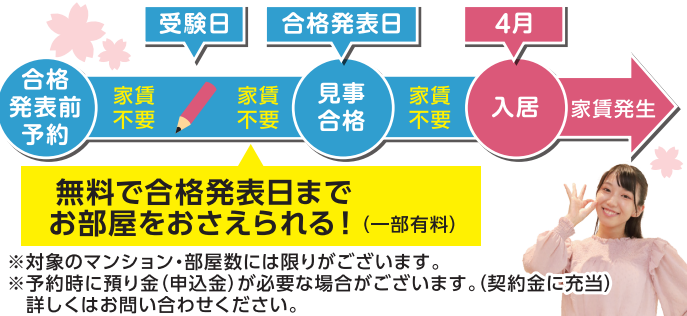 受験日
合格発表日
4月
合格
発表前
予約
家賃
不要
家賃
不要
見事
合格
家賃
不要
入居
家賃発生
無料で合格発表日まで
お部屋をおさえられる!(一部有料)
※対象のマンション・部屋数には限りがございます。
※予約時に預り金(申込金)が必要な場合がございます。(契約金に充当)
詳しくはお問い合わせください。